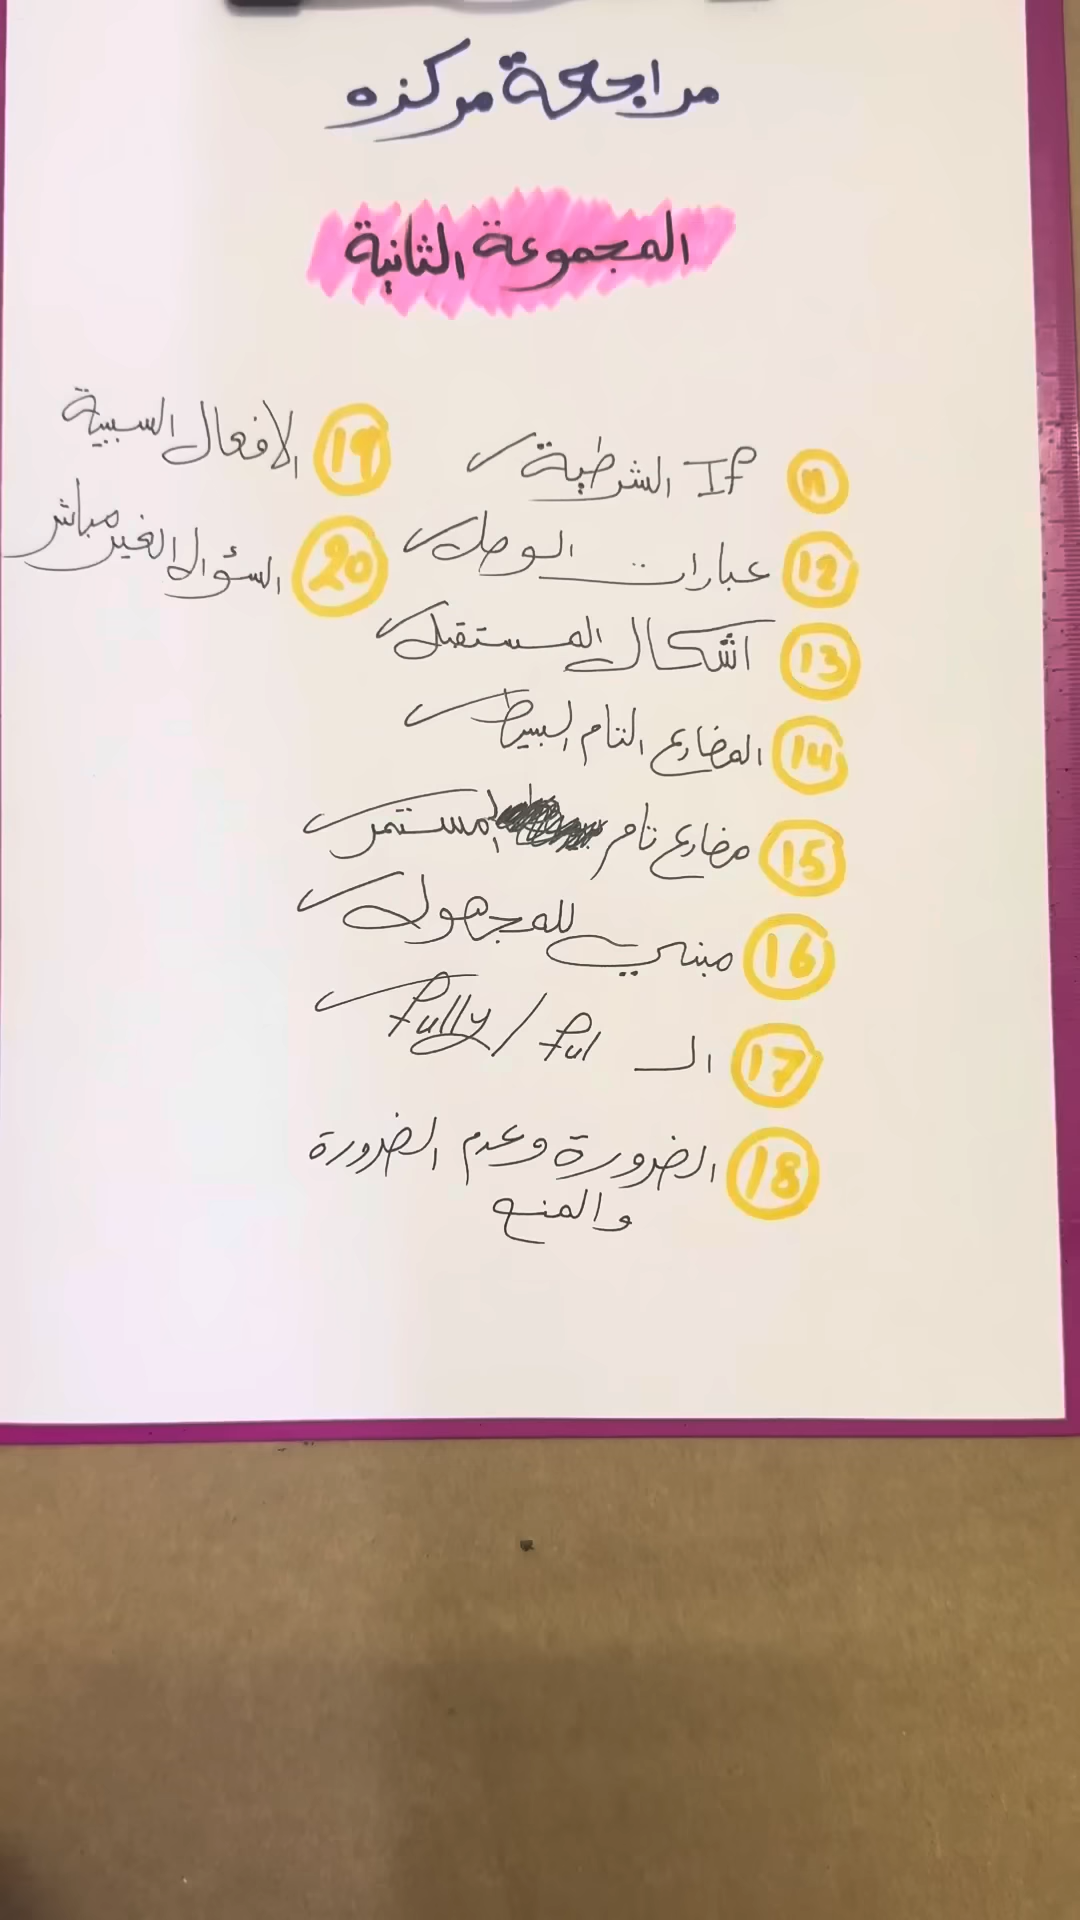 مراجعة مركزه
المجموعة الثانية
11 If الشرطية
12 عبارات الوصل
13 اشكال المستقبل
14 المضارع التام البسيط
15 مضارع تام المستمر
16 مبني للمجهول
17 الـ ful / fully
18 الضرورة وعدم الضرورة
والمنع
19 الافعال السببية
20 السؤال الغير مباشر